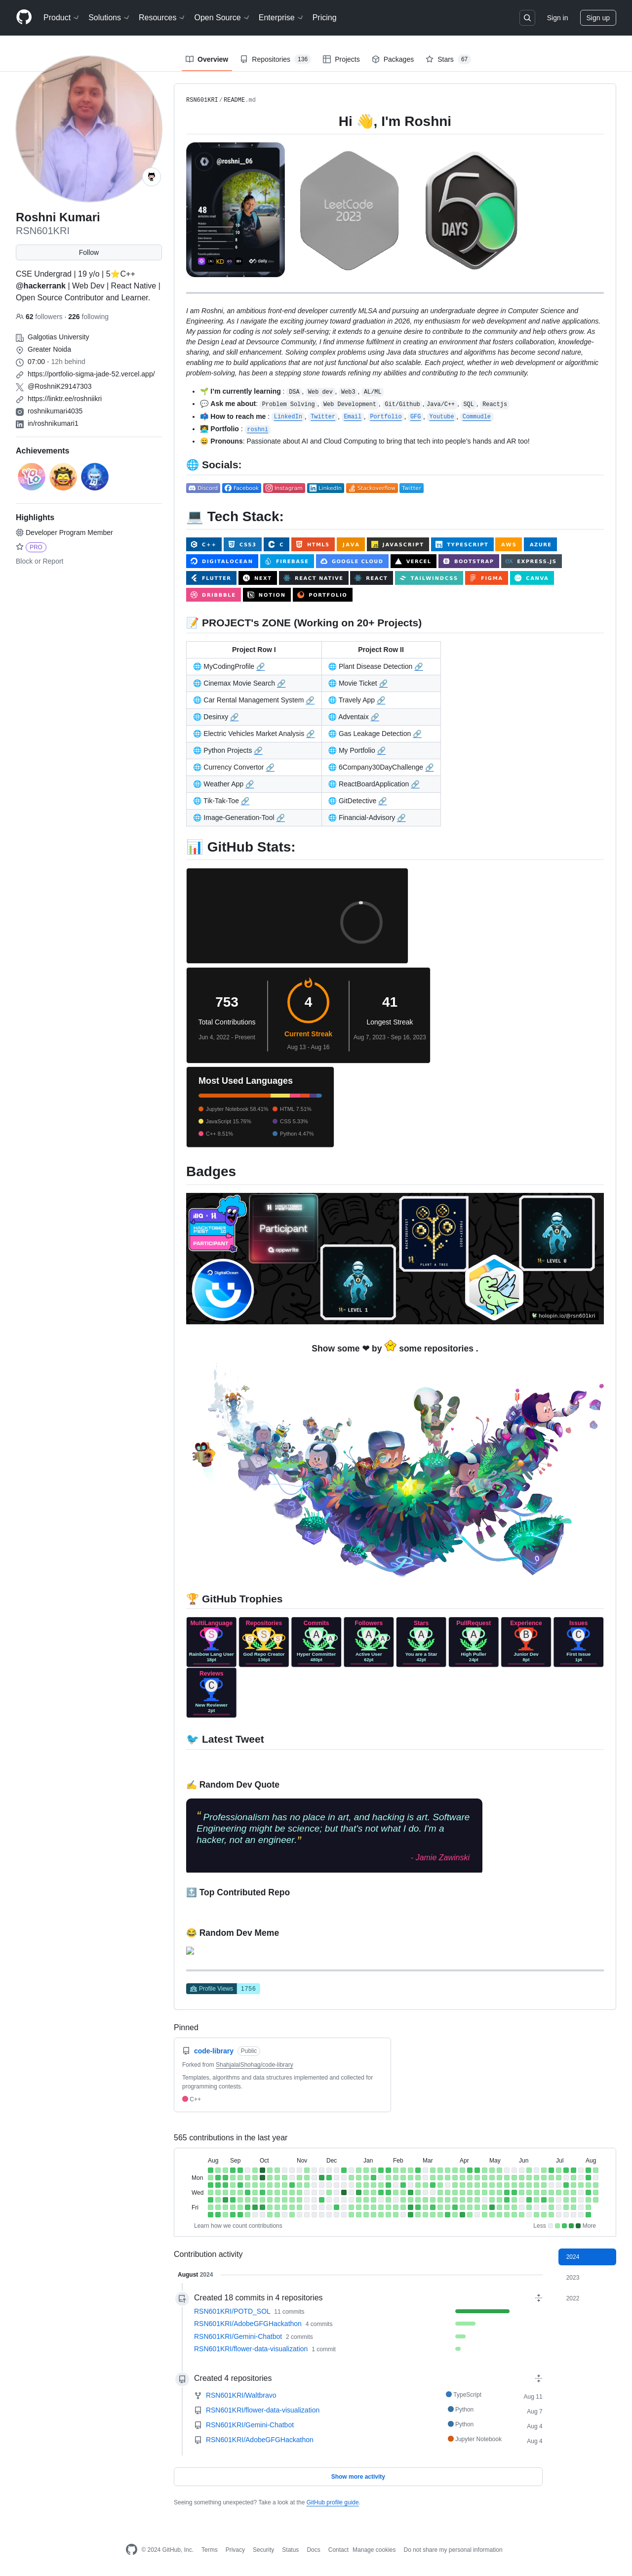 Product Solutions Resources Open Source Enterprise Pricing Sign in Sign up
Overview Repositories 136 Projects Packages Stars 67
Roshni Kumari
RSN601KRI
Follow
CSE Undergrad | 19 y/o | 5⭐C++
@hackerrank | Web Dev | React Native |
Open Source Contributor and Learner.
62 followers · 226 following
Galgotias University
Greater Noida
07:00 - 12h behind
https://portfolio-sigma-jade-52.vercel.app/
@RoshniK29147303
https://linktr.ee/roshniikri
roshnikumari4035
in/roshnikumari1
Achievements
Highlights
Developer Program Member
PRO
Block or Report
RSN601KRI / README.md
Hi 👋, I'm Roshni
@roshni__06
48
KD
daily.dev
LeetCode
2023
50
DAYS
I am Roshni, an ambitious front-end developer currently MLSA and pursuing an undergraduate degree in Computer Science and
Engineering. As I navigate the exciting journey toward graduation in 2026, my enthusiasm for web development and native applications.
My passion for coding extends beyond mere syntax; it extends to a genuine desire to contribute to the community and help others grow. As
the Design Lead at Devsource Community, I find immense fulfillment in creating an environment that fosters collaboration, knowledge-
sharing, and skill enhancement. Solving complex problems using Java data structures and algorithms has become second nature,
enabling me to build applications that are not just functional but also scalable. Each project, whether in web development or algorithmic
problem-solving, has been a stepping stone towards refining my abilities and contributing to the tech community.
🌱 I'm currently learning : DSA , Web dev , Web3 , AL/ML
💬 Ask me about: Problem Solving , Web Development , Git/Github , Java/C++ , SQL , Reactjs
📫 How to reach me : LinkedIn , Twitter , Email , Portfolio , GFG , Youtube , Commudle
👩‍💻 Portfolio : roshni
😄 Pronouns: Passionate about AI and Cloud Computing to bring that tech into people's hands and AR too!
🌐 Socials:
Discord Facebook Instagram LinkedIn Stackoverflow Twitter
💻 Tech Stack:
C++ CSS3 C HTML5 JAVA JAVASCRIPT TYPESCRIPT AWS AZURE
DIGITALOCEAN FIREBASE GOOGLE CLOUD VERCEL BOOTSTRAP EXPRESS.JS
FLUTTER NEXT REACT NATIVE REACT TAILWINDCSS FIGMA CANVA
DRIBBBLE NOTION PORTFOLIO
📝 PROJECT's ZONE (Working on 20+ Projects)
Project Row I Project Row II
🌐 MyCodingProfile 🔗 🌐 Plant Disease Detection 🔗
🌐 Cinemax Movie Search 🔗 🌐 Movie Ticket 🔗
🌐 Car Rental Management System 🔗 🌐 Travely App 🔗
🌐 Desinxy 🔗 🌐 Adventaix 🔗
🌐 Electric Vehicles Market Analysis 🔗 🌐 Gas Leakage Detection 🔗
🌐 Python Projects 🔗 🌐 My Portfolio 🔗
🌐 Currency Convertor 🔗 🌐 6Company30DayChallenge 🔗
🌐 Weather App 🔗 🌐 ReactBoardApplication 🔗
🌐 Tik-Tak-Toe 🔗 🌐 GitDetective 🔗
🌐 Image-Generation-Tool 🔗 🌐 Financial-Advisory 🔗
📊 GitHub Stats:
753 4 41
Total Contributions Current Streak Longest Streak
Jun 4, 2022 - Present Aug 13 - Aug 16 Aug 7, 2023 - Sep 16, 2023
Most Used Languages
Jupyter Notebook 58.41% HTML 7.51%
JavaScript 15.76% CSS 5.33%
C++ 8.51% Python 4.47%
Badges
PARTICIPANT
Participant
appwrite
DigitalOcean
LEVEL 1
PLANT A TREE
LEVEL 0
holopin.io/@rsn601kri
Show some ❤ by some repositories .
🏆 GitHub Trophies
MultiLanguage Repositories Commits Followers Stars PullRequest Experience Issues
S S A A A A B C
Rainbow Lang User God Repo Creator Hyper Committer Active User You are a Star High Puller Junior Dev First Issue
10pt 136pt 480pt 62pt 42pt 24pt 6pt 1pt
Reviews
C
New Reviewer
2pt
🐦 Latest Tweet
✍️ Random Dev Quote
“ Professionalism has no place in art, and hacking is art. Software
Engineering might be science; but that's not what I do. I'm a
hacker, not an engineer.”
- Jamie Zawinski
🔝 Top Contributed Repo
😂 Random Dev Meme
Profile Views 1756
Pinned
code-library Public
Forked from ShahjalalShohag/code-library
Templates, algorithms and data structures implemented and collected for
programming contests.
C++
565 contributions in the last year
Aug Sep Oct Nov Dec Jan Feb Mar Apr May Jun Jul Aug
Mon
Wed
Fri
Learn how we count contributions Less More
Contribution activity
2024
2023
2022
August 2024
Created 18 commits in 4 repositories
RSN601KRI/POTD_SOL 11 commits
RSN601KRI/AdobeGFGHackathon 4 commits
RSN601KRI/Gemini-Chatbot 2 commits
RSN601KRI/flower-data-visualization 1 commit
Created 4 repositories
RSN601KRI/Waltbravo TypeScript Aug 11
RSN601KRI/flower-data-visualization Python Aug 7
RSN601KRI/Gemini-Chatbot Python Aug 4
RSN601KRI/AdobeGFGHackathon Jupyter Notebook Aug 4
Show more activity
Seeing something unexpected? Take a look at the GitHub profile guide.
© 2024 GitHub, Inc. Terms Privacy Security Status Docs Contact Manage cookies Do not share my personal information